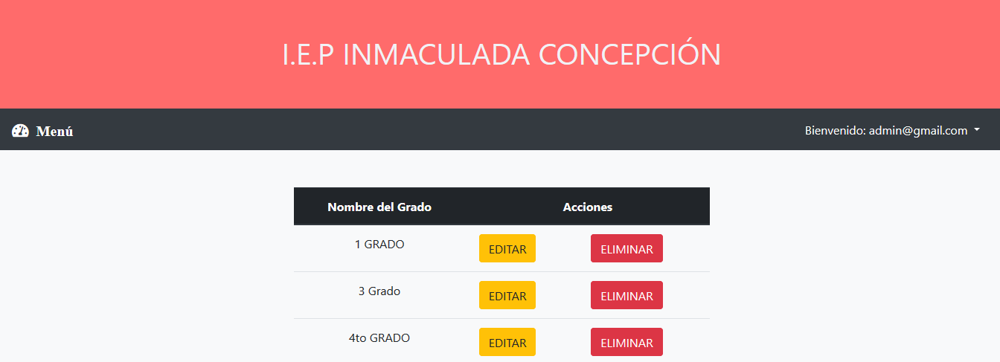 I.E.P INMACULADA CONCEPCIÓN
Menú Bienvenido: admin@gmail.com
Nombre del Grado Acciones
1 GRADO EDITAR ELIMINAR
3 Grado EDITAR ELIMINAR
4to GRADO EDITAR ELIMINAR